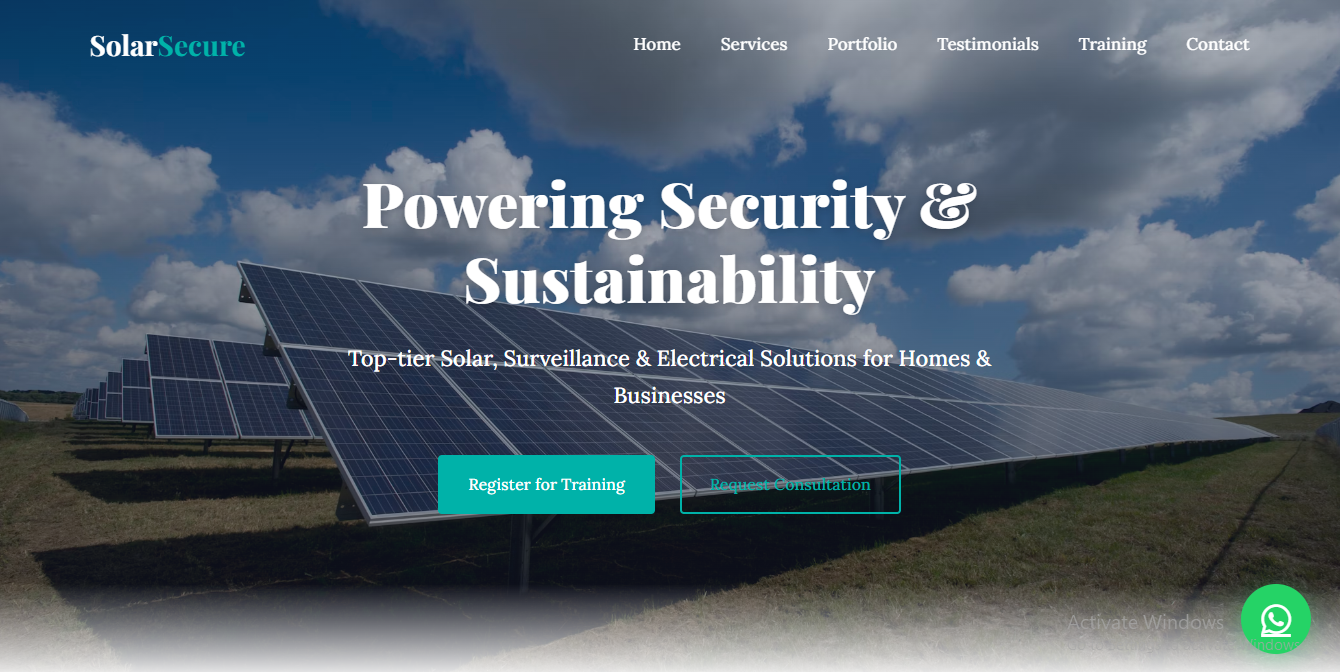 SolarSecure
Home Services Portfolio Testimonials Training Contact
Powering Security &
Sustainability
Top-tier Solar, Surveillance & Electrical Solutions for Homes &
Businesses
Register for Training Request Consultation
Activate Windows
Windows